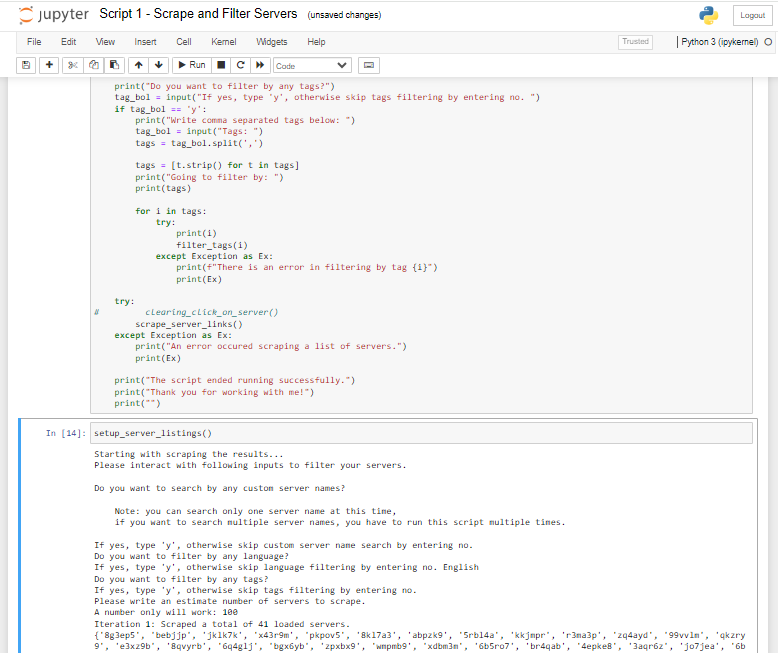 jupyter Script 1 - Scrape and Filter Servers (unsaved changes) Logout
File Edit View Insert Cell Kernel Widgets Help Trusted Python 3 (ipykernel)
Run Code
print("Do you want to filter by any tags?")
tag_bol = input("If yes, type 'y', otherwise skip tags filtering by entering no. ")
if tag_bol == 'y':
print("Write comma separated tags below: ")
tag_bol = input("Tags: ")
tags = tag_bol.split(',')
tags = [t.strip() for t in tags]
print("Going to filter by: ")
print(tags)
for i in tags:
try:
print(i)
filter_tags(i)
except Exception as Ex:
print(f"There is an error in filtering by tag {i}")
print(Ex)
try:
# clearing_click_on_server()
scrape_server_links()
except Exception as Ex:
print("An error occured scraping a list of servers.")
print(Ex)
print("The script ended running successfully.")
print("Thank you for working with me!")
print("")
In [14]: setup_server_listings()
Starting with scraping the results...
Please interact with following inputs to filter your servers.
Do you want to search by any custom server names?
Note: you can search only one server name at this time,
if you want to search multiple server names, you have to run this script multiple times.
If yes, type 'y', otherwise skip custom server name search by entering no.
Do you want to filter by any language?
If yes, type 'y', otherwise skip language filtering by entering no. English
Do you want to filter by any tags?
If yes, type 'y', otherwise skip tags filtering by entering no.
Please write an estimate number of servers to scrape.
A number only will work: 100
Iteration 1: Scraped a total of 41 loaded servers.
{'8g3ep5', 'bebjjp', 'jklk7k', 'x43r9m', 'pkpov5', '8kl7a3', 'abpzk9', '5rbl4a', 'kkjmpr', 'r3ma3p', 'zq4ayd', '99vvlm', 'qkzry
9', 'e3xz9b', '8qvyrb', '6q4glj', 'bgx6yb', 'zpxbx9', 'wmpmb9', 'xdbm3m', '6b5ro7', 'br4qab', '4epke8', '3aqr6z', 'jo7jea', '6b